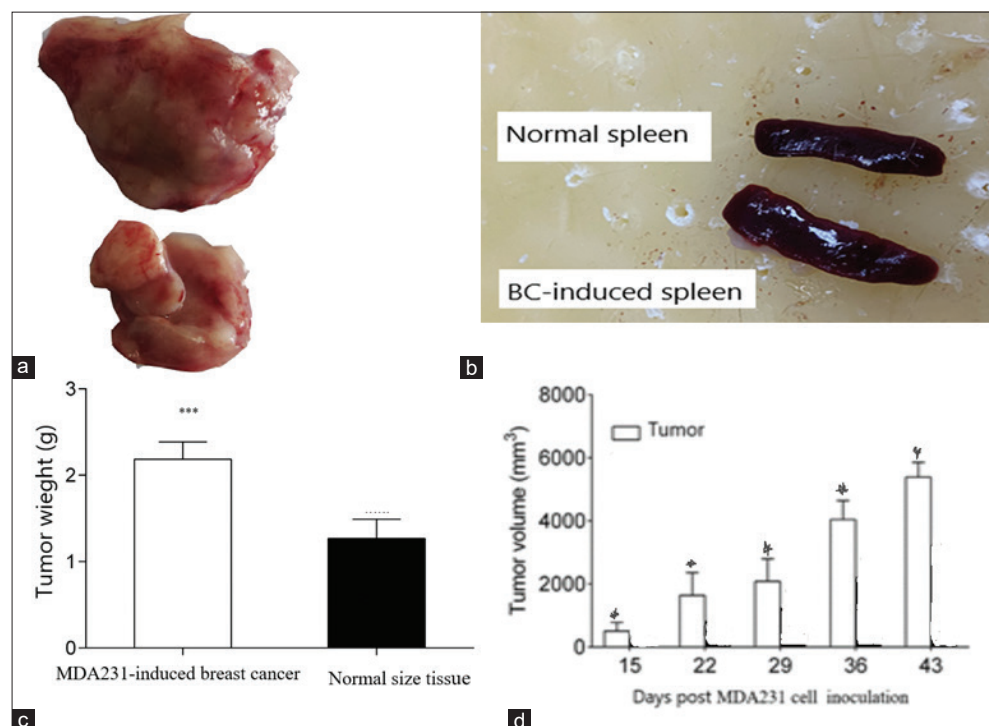 a
Normal spleen
BC-induced spleen
b
Tumor wieght (g)
3
2
1
0
***
......
MDA231-induced breast cancer
Normal size tissue
c
Tumor volume (mm³)
8000
6000
4000
2000
0
Tumor
*
*
*
*
*
15 22 29 36 43
Days post MDA231 cell inoculation
d